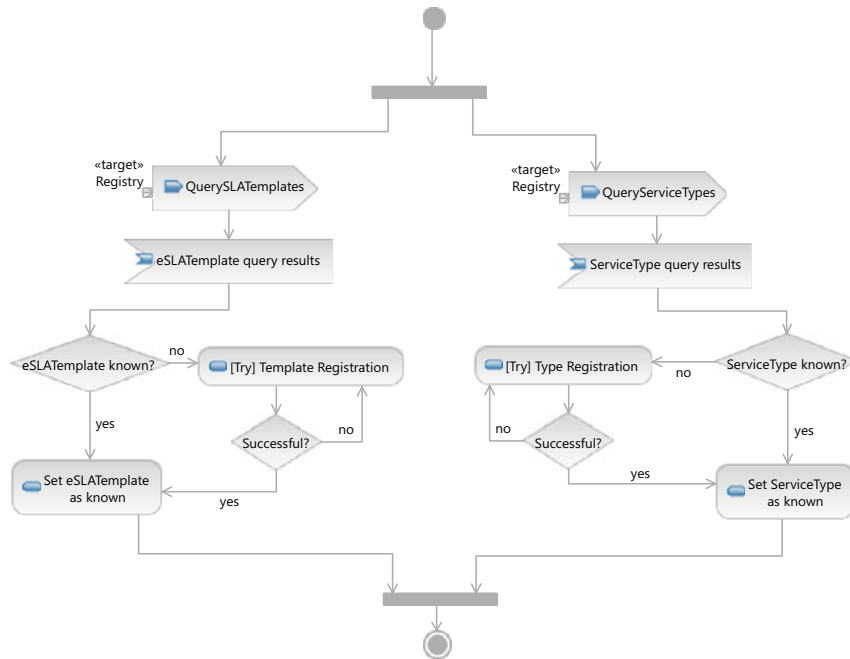 «target»
Registry
QuerySLATemplates
«target»
Registry
QueryServiceTypes
eSLATemplate query results
ServiceType query results
eSLATemplate known?
no
[Try] Template Registration
[Try] Type Registration
no
ServiceType known?
yes
Successful?
no
no
Successful?
yes
Set eSLATemplate
as known
yes
yes
Set ServiceType
as known